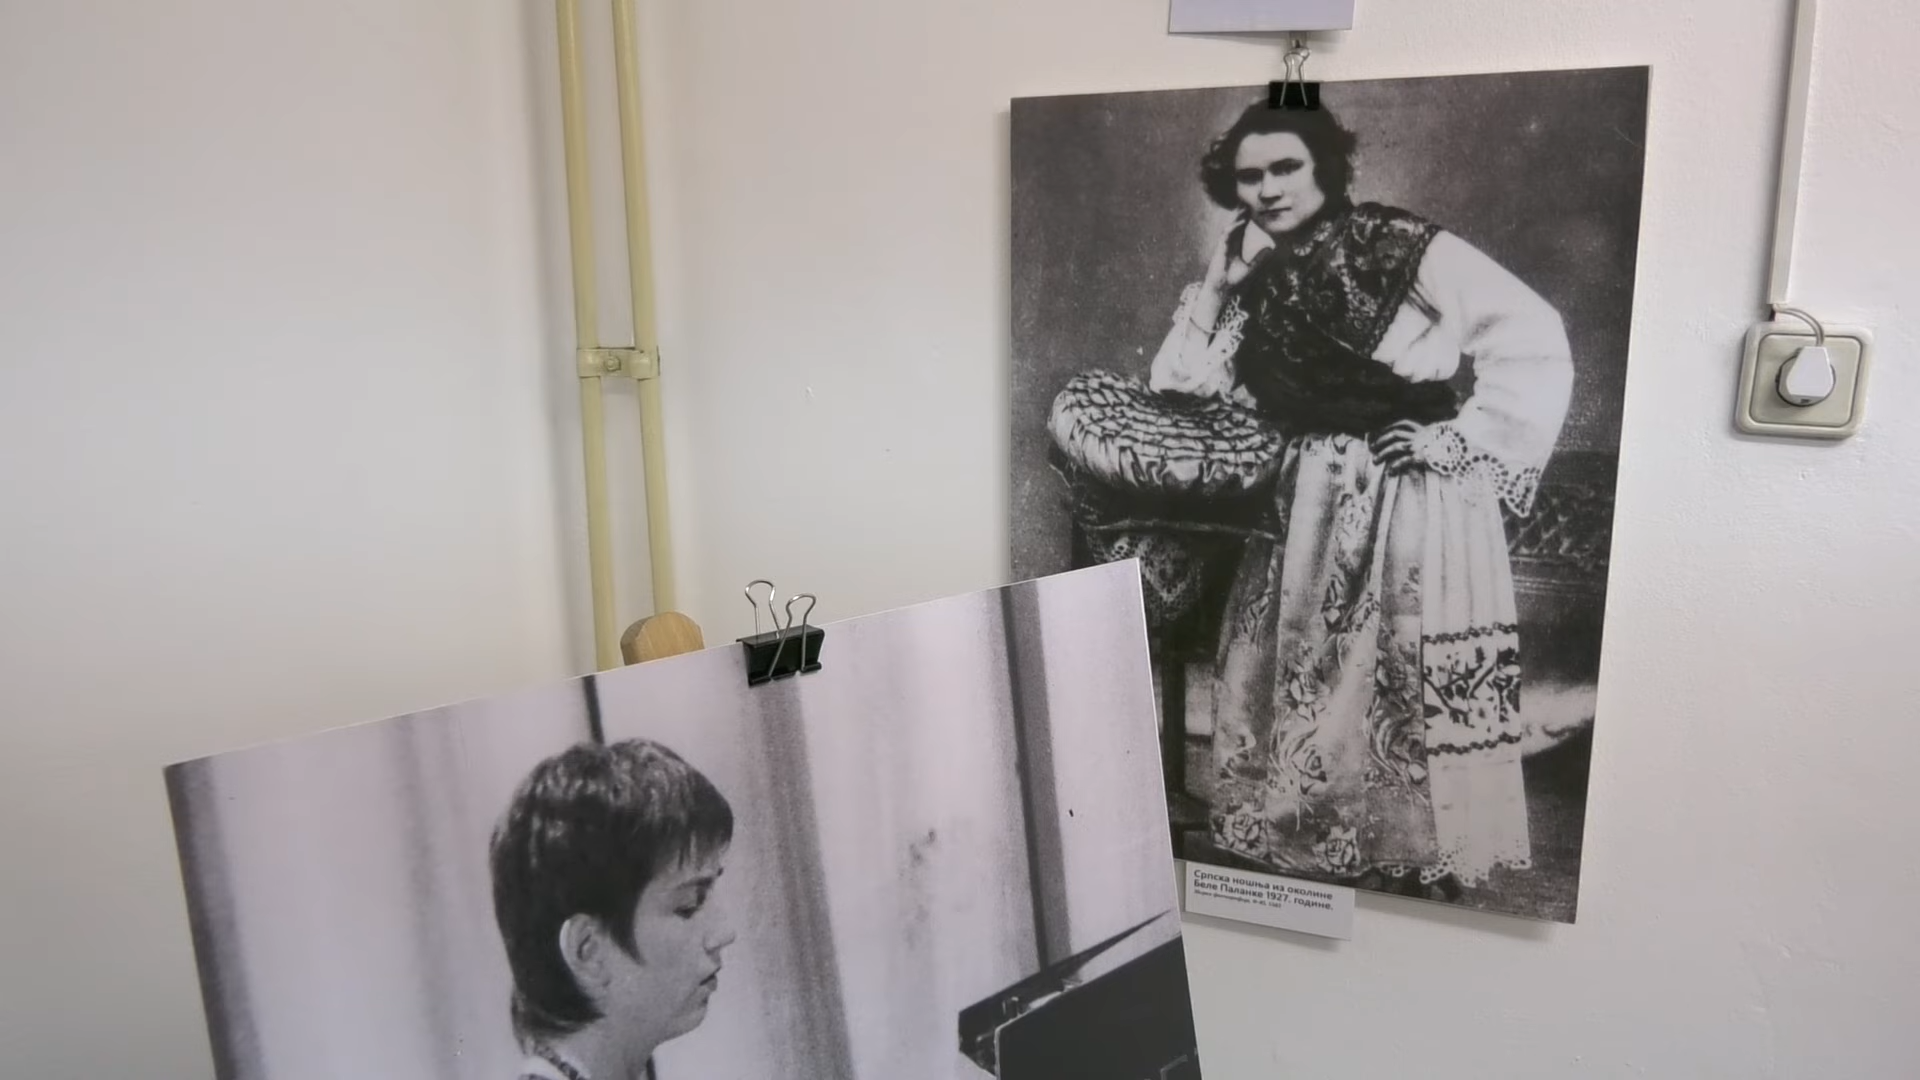 Српска ношња из околине
Беле Паланке 1927. године.